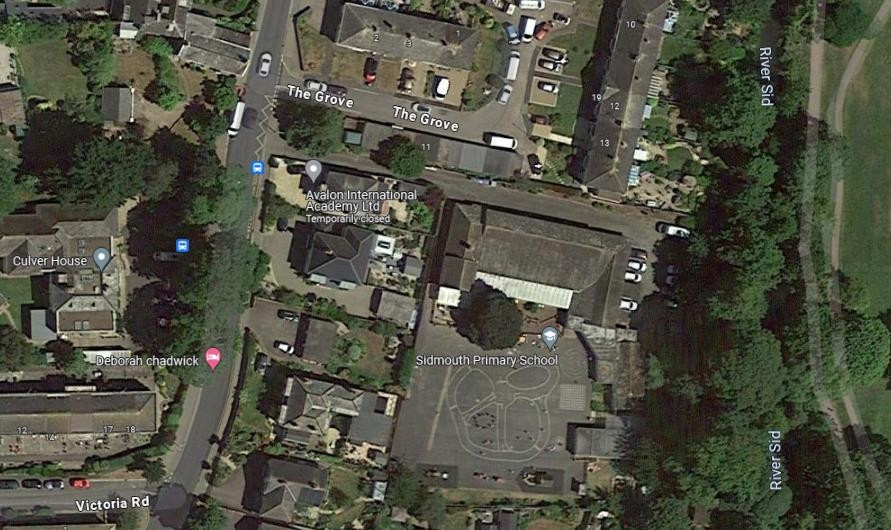 10
2
3
1
River Sid
The Grove
The Grove
19
12
13
11
Avalon International
Academy Ltd
Temporarily closed
Culver House
Deborah chadwick
Sidmouth Primary School
12
14
17
18
River Sid
Victoria Rd